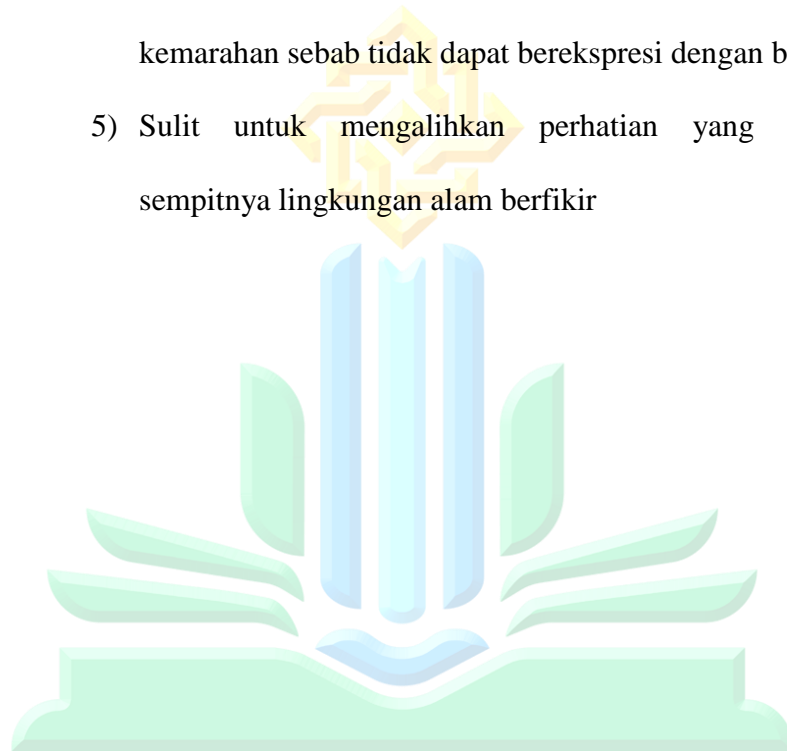 kemarahan sebab tidak dapat berekspresi dengan b
5) Sulit untuk mengalihkan perhatian yang
sempitnya lingkungan alam berfikir